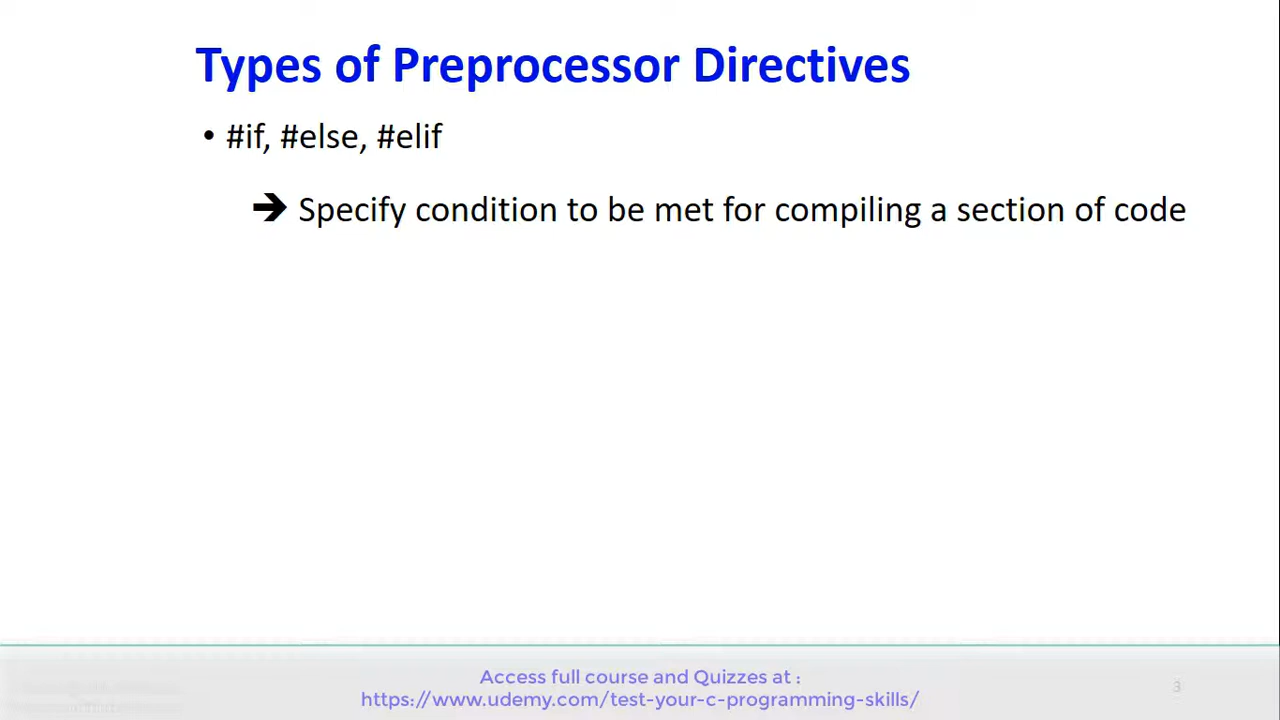 Types of Preprocessor Directives
• #if, #else, #elif
➔ Specify condition to be met for compiling a section of code
Access full course and Quizzes at :
https://www.udemy.com/test-your-c-programming-skills/
3